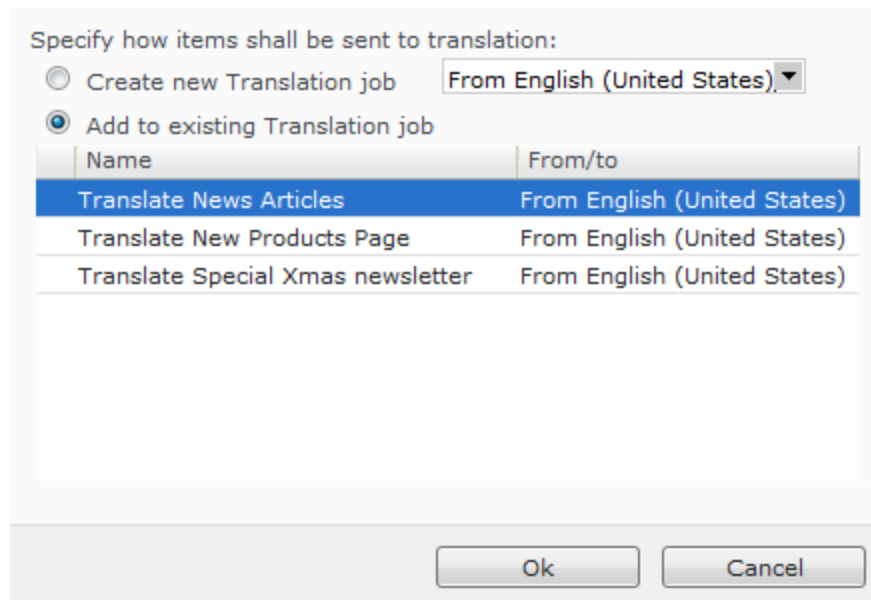 Specify how items shall be sent to translation:
Create new Translation job From English (United States)
Add to existing Translation job
Name From/to
Translate News Articles From English (United States)
Translate New Products Page From English (United States)
Translate Special Xmas newsletter From English (United States)
Ok Cancel